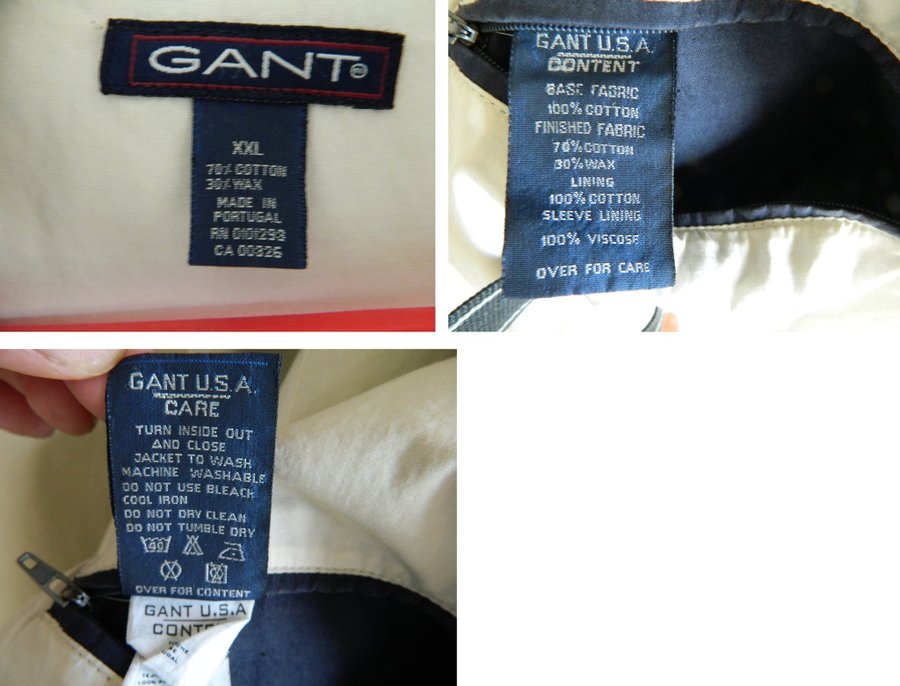 GANT®
XXL
70% COTTON
30% WAX
MADE IN
PORTUGAL
RN 0101293
CA 00326
GANT U.S.A.
CONTENT
BASE FABRIC
100% COTTON
FINISHED FABRIC
70% COTTON
30% WAX
LINING
100% COTTON
SLEEVE LINING
100% VISCOSE
OVER FOR CARE
GANT U.S.A.
CARE
TURN INSIDE OUT
AND CLOSE
JACKET TO WASH
MACHINE WASHABLE
DO NOT USE BLEACH
COOL IRON
DO NOT DRY CLEAN
DO NOT TUMBLE DRY
40
OVER FOR CONTENT
GANT U.S.A
CONTE